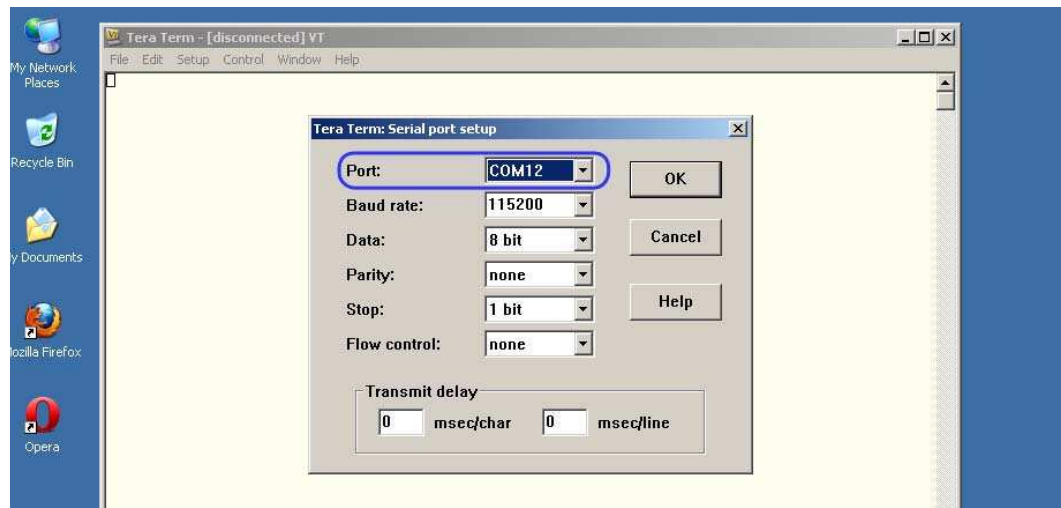 My Network
Places
Recycle Bin
y Documents
ozilla Firefox
Opera
Tera Term - [disconnected] VT
File Edit Setup Control Window Help
Tera Term: Serial port setup
Port: COM12
Baud rate: 115200
Data: 8 bit
Parity: none
Stop: 1 bit
Flow control: none
OK
Cancel
Help
Transmit delay
0 msec/char 0 msec/line